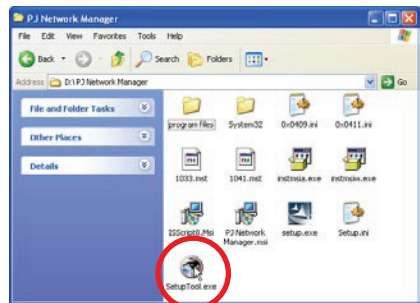 PJ Network Manager
File Edit View Favorites Tools Help
Back Search Folders
Address D:\PJ Network Manager Go
File and Folder Tasks
Other Places
Details
program files System32 0x0409.ini 0x0411.ini
1033.mst 1041.mst instmsia.exe instmsiw.exe
ISScript8.Msi PJ Network Manager.msi setup.exe Setup.ini
SetupTool.exe